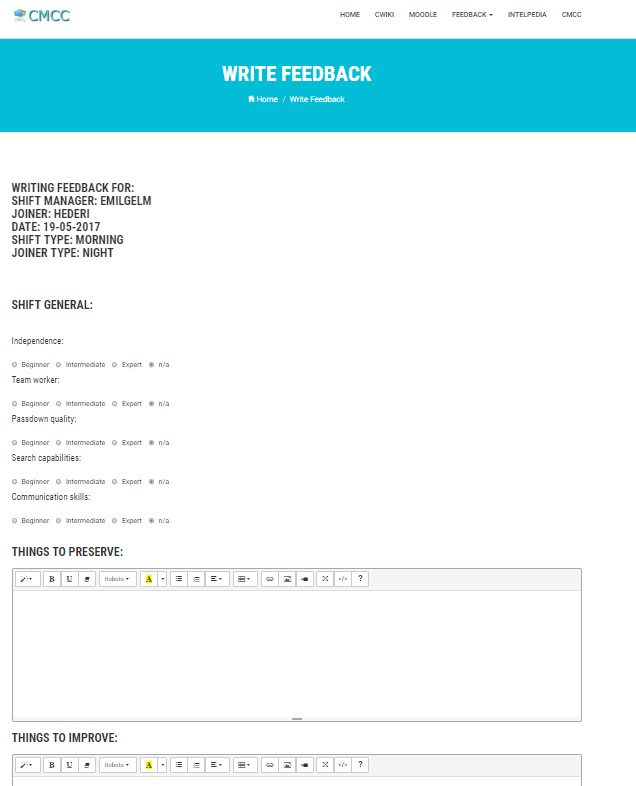 CMCC
HOME CWIKI MOODLE FEEDBACK INTELPEDIA CMCC
WRITE FEEDBACK
Home / Write Feedback
WRITING FEEDBACK FOR:
SHIFT MANAGER: EMILGELM
JOINER: HEDERI
DATE: 19-05-2017
SHIFT TYPE: MORNING
JOINER TYPE: NIGHT
SHIFT GENERAL:
Independence:
Beginner Intermediate Expert n/a
Team worker:
Beginner Intermediate Expert n/a
Passdown quality:
Beginner Intermediate Expert n/a
Search capabilities:
Beginner Intermediate Expert n/a
Communication skills:
Beginner Intermediate Expert n/a
THINGS TO PRESERVE:
B U Roboto A </> ?
THINGS TO IMPROVE:
B U Roboto A </> ?